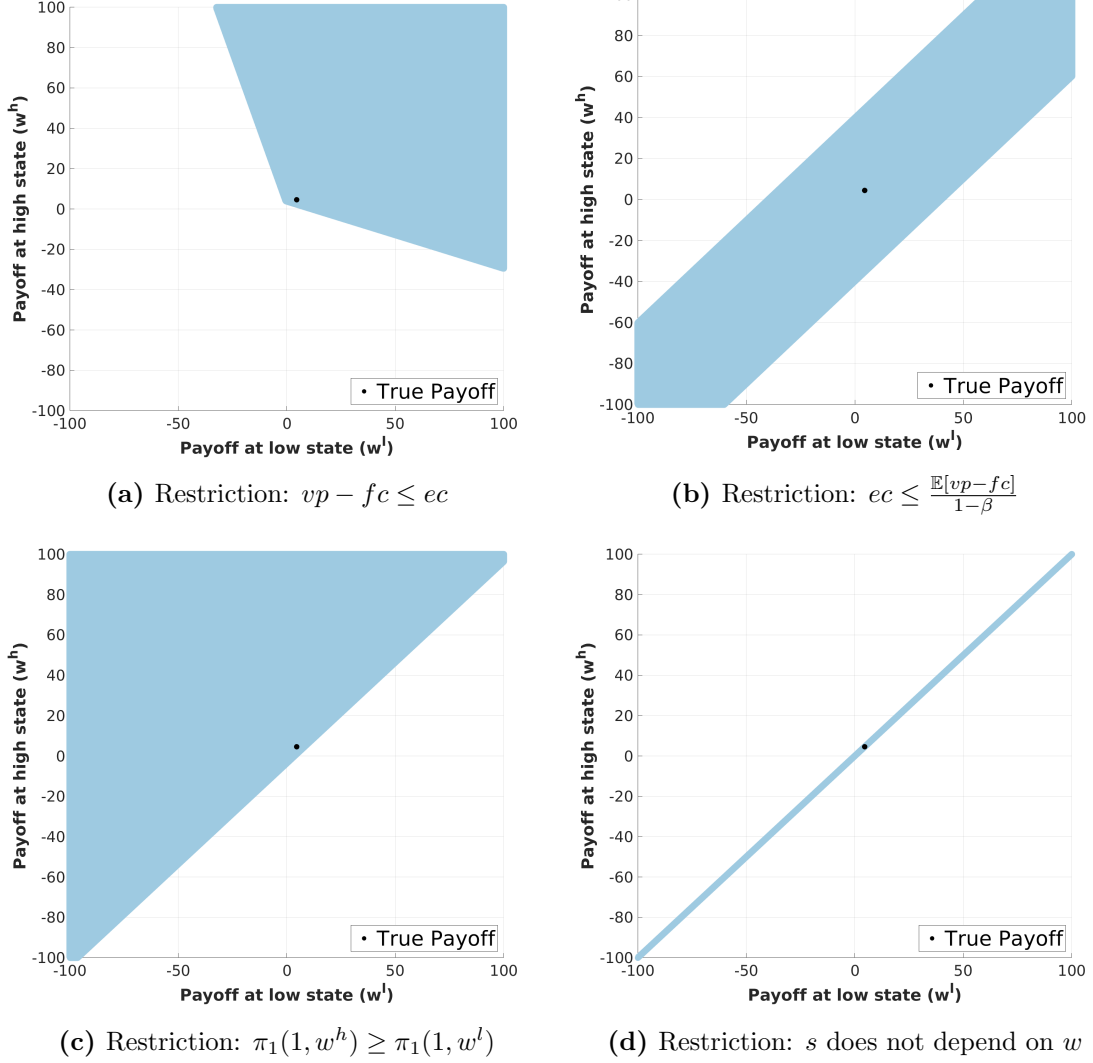 100
80
60
40
20
0
-20
-40
-60
-80
-100
-100 -50 0 50 100
Payoff at high state (w^h)
Payoff at low state (w^l)
• True Payoff
(a) Restriction: vp − fc ≤ ec
80
60
40
20
0
-20
-40
-60
-80
-100
-100 -50 0 50 100
Payoff at high state (w^h)
Payoff at low state (w^l)
• True Payoff
(b) Restriction: ec ≤ 𝔼[vp−fc]/(1−β)
100
80
60
40
20
0
-20
-40
-60
-80
-100
-100 -50 0 50 100
Payoff at high state (w^h)
Payoff at low state (w^l)
• True Payoff
(c) Restriction: π₁(1, w^h) ≥ π₁(1, w^l)
100
80
60
40
20
0
-20
-40
-60
-80
-100
-100 -50 0 50 100
Payoff at high state (w^h)
Payoff at low state (w^l)
• True Payoff
(d) Restriction: s does not depend on w